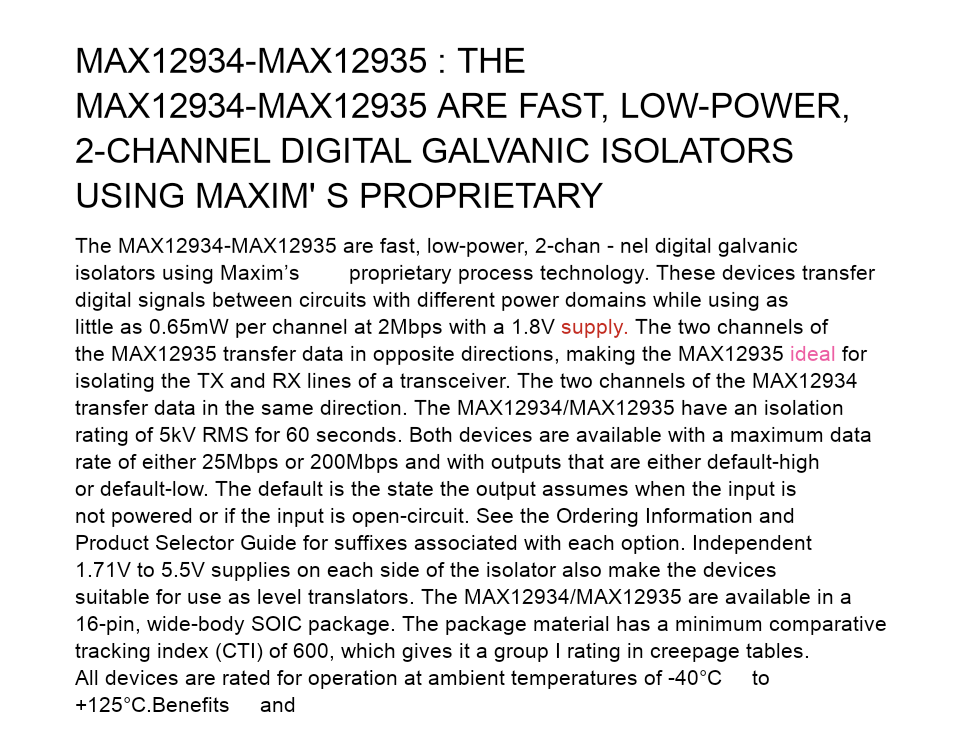 MAX12934-MAX12935 : THE
MAX12934-MAX12935 ARE FAST, LOW-POWER,
2-CHANNEL DIGITAL GALVANIC ISOLATORS
USING MAXIM' S PROPRIETARY
The MAX12934-MAX12935 are fast, low-power, 2-chan - nel digital galvanic
isolators using Maxim’s proprietary process technology. These devices transfer
digital signals between circuits with different power domains while using as
little as 0.65mW per channel at 2Mbps with a 1.8V supply. The two channels of
the MAX12935 transfer data in opposite directions, making the MAX12935 ideal for
isolating the TX and RX lines of a transceiver. The two channels of the MAX12934
transfer data in the same direction. The MAX12934/MAX12935 have an isolation
rating of 5kV RMS for 60 seconds. Both devices are available with a maximum data
rate of either 25Mbps or 200Mbps and with outputs that are either default-high
or default-low. The default is the state the output assumes when the input is
not powered or if the input is open-circuit. See the Ordering Information and
Product Selector Guide for suffixes associated with each option. Independent
1.71V to 5.5V supplies on each side of the isolator also make the devices
suitable for use as level translators. The MAX12934/MAX12935 are available in a
16-pin, wide-body SOIC package. The package material has a minimum comparative
tracking index (CTI) of 600, which gives it a group I rating in creepage tables.
All devices are rated for operation at ambient temperatures of -40°C to
+125°C.Benefits and